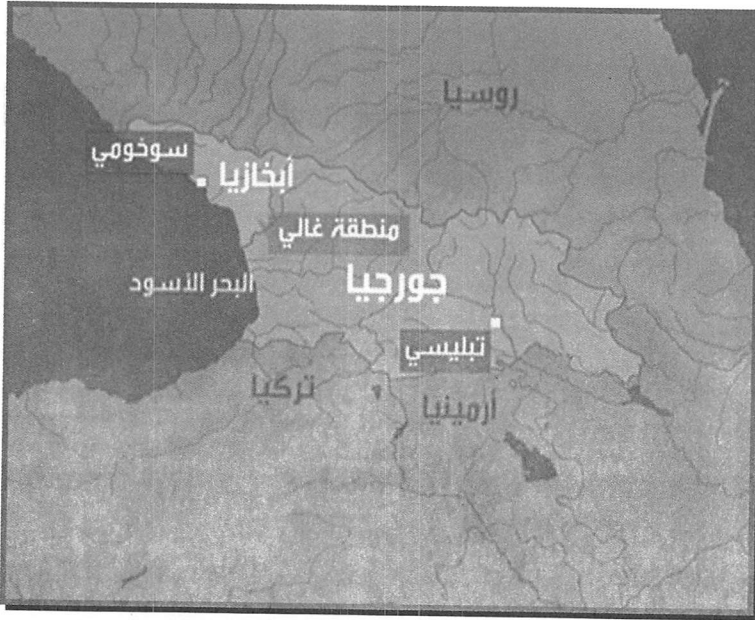 روسيا
سوخومي
أبخازيا
منطقة غالي
البحر الأسود
جورجيا
تبليسي
تركيا
أرمينيا